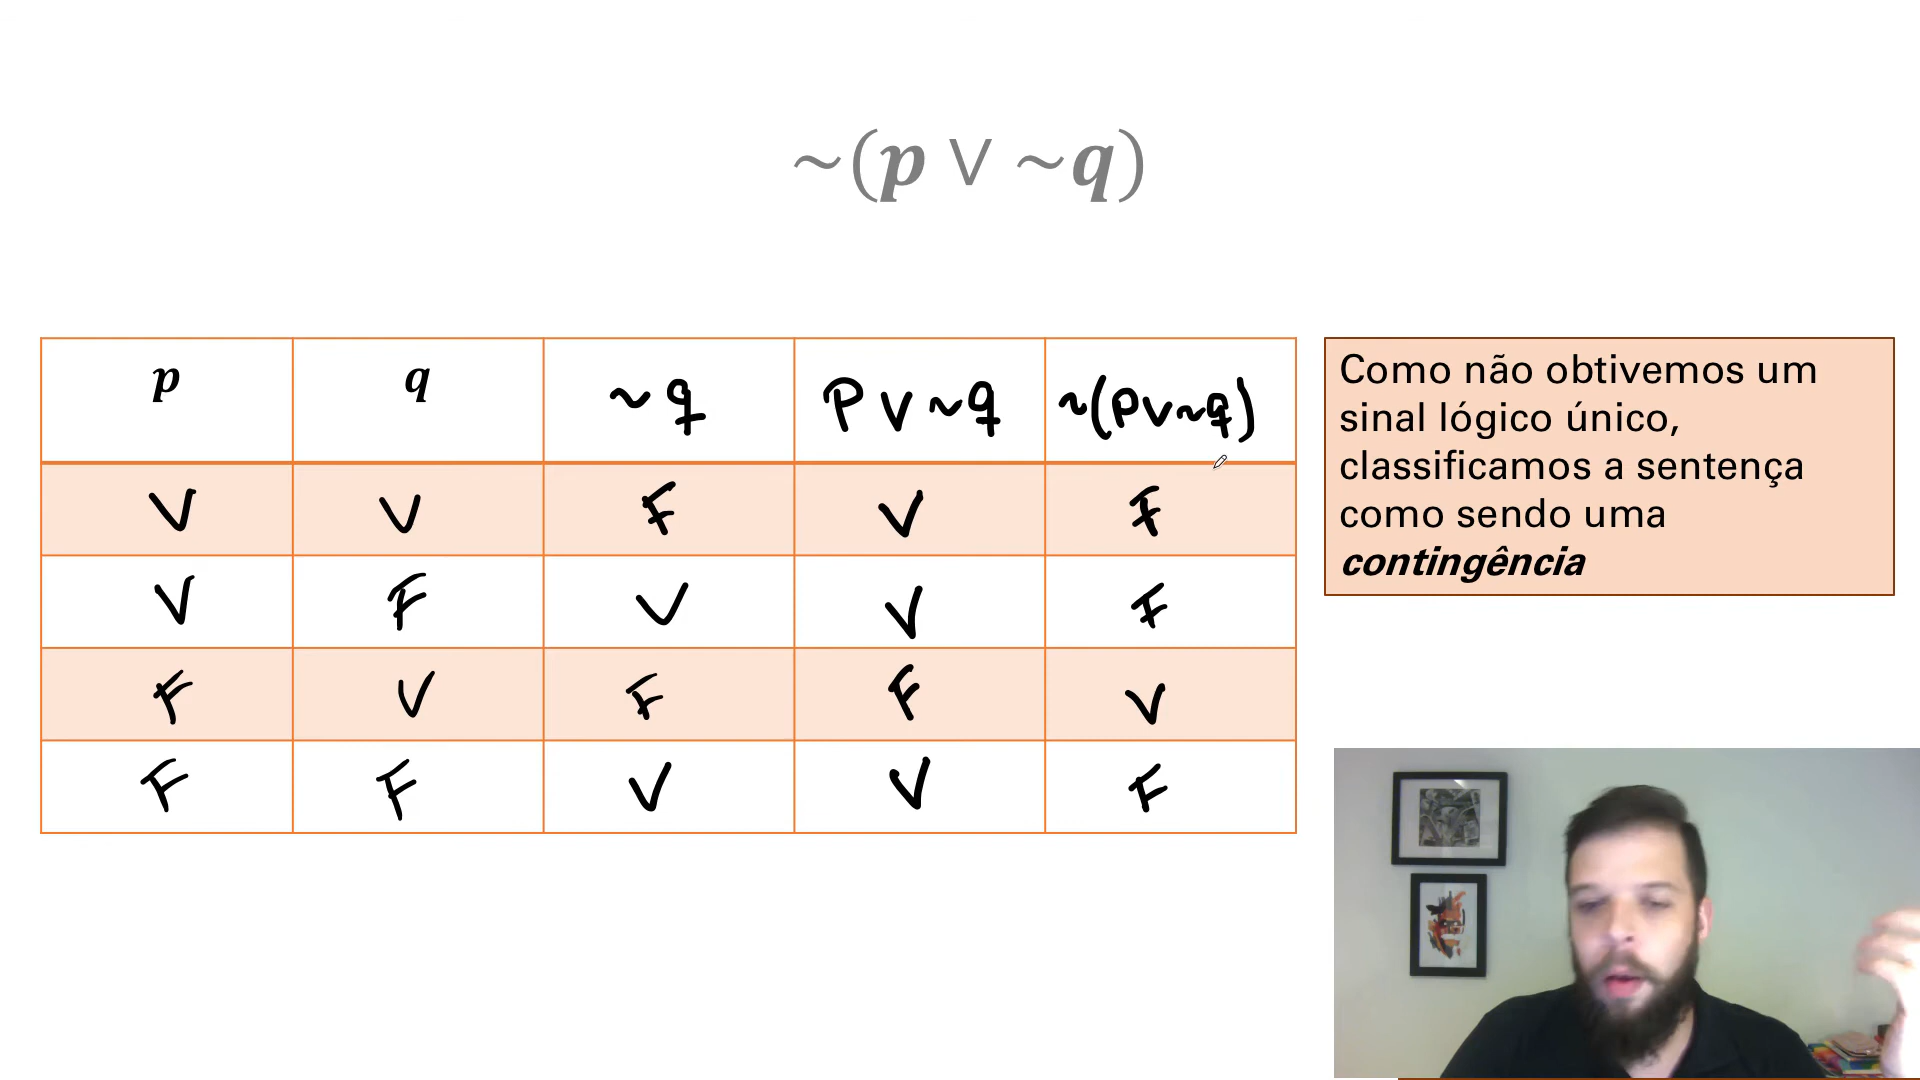 ~(p ∨ ~q)
p q ~q P V ~q ~(p v ~q)
V V F V F
V F V V F
F V F F V
F F V V F
Como não obtivemos um
sinal lógico único,
classificamos a sentença
como sendo uma
contingência